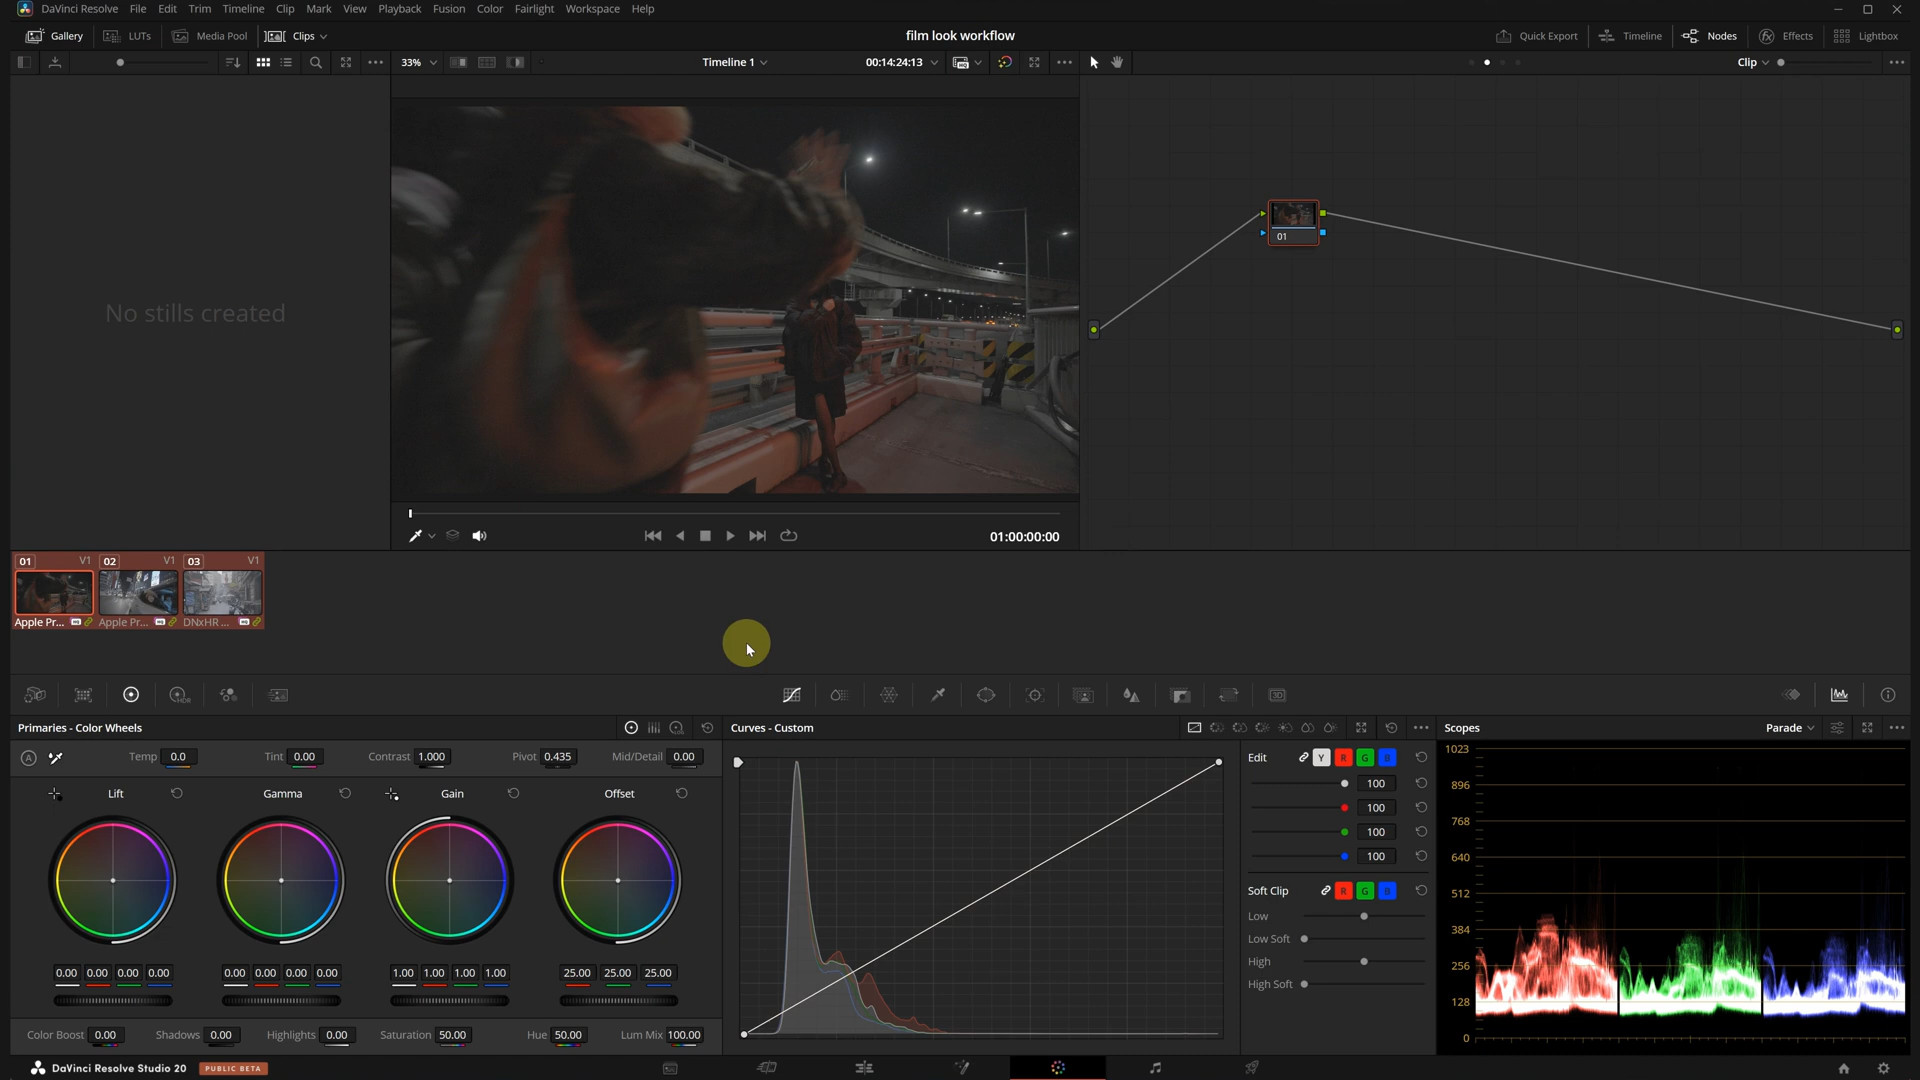 DaVinci Resolve File Edit Trim Timeline Clip Mark View Playback Fusion Color Fairlight Workspace Help
Gallery LUTs Media Pool Clips film look workflow Quick Export Timeline Nodes Effects Lightbox
33% Timeline 1 00:14:24:13 Clip
01
No stills created
01:00:00:00
01 V1 02 V1 03 V1
Apple Pr... Apple Pr... DNxHR ...
Primaries - Color Wheels Curves - Custom Scopes Parade
Temp 0.0 Tint 0.00 Contrast 1.000 Pivot 0.435 Mid/Detail 0.00
Lift Gamma Gain Offset
0.00 0.00 0.00 0.00 0.00 0.00 0.00 0.00 1.00 1.00 1.00 1.00 25.00 25.00 25.00
Color Boost 0.00 Shadows 0.00 Highlights 0.00 Saturation 50.00 Hue 50.00 Lum Mix 100.00
Edit Y R G B
100
100
100
100
Soft Clip R G B
Low
Low Soft
High
High Soft
1023
896
768
640
512
384
256
128
0
DaVinci Resolve Studio 20 PUBLIC BETA